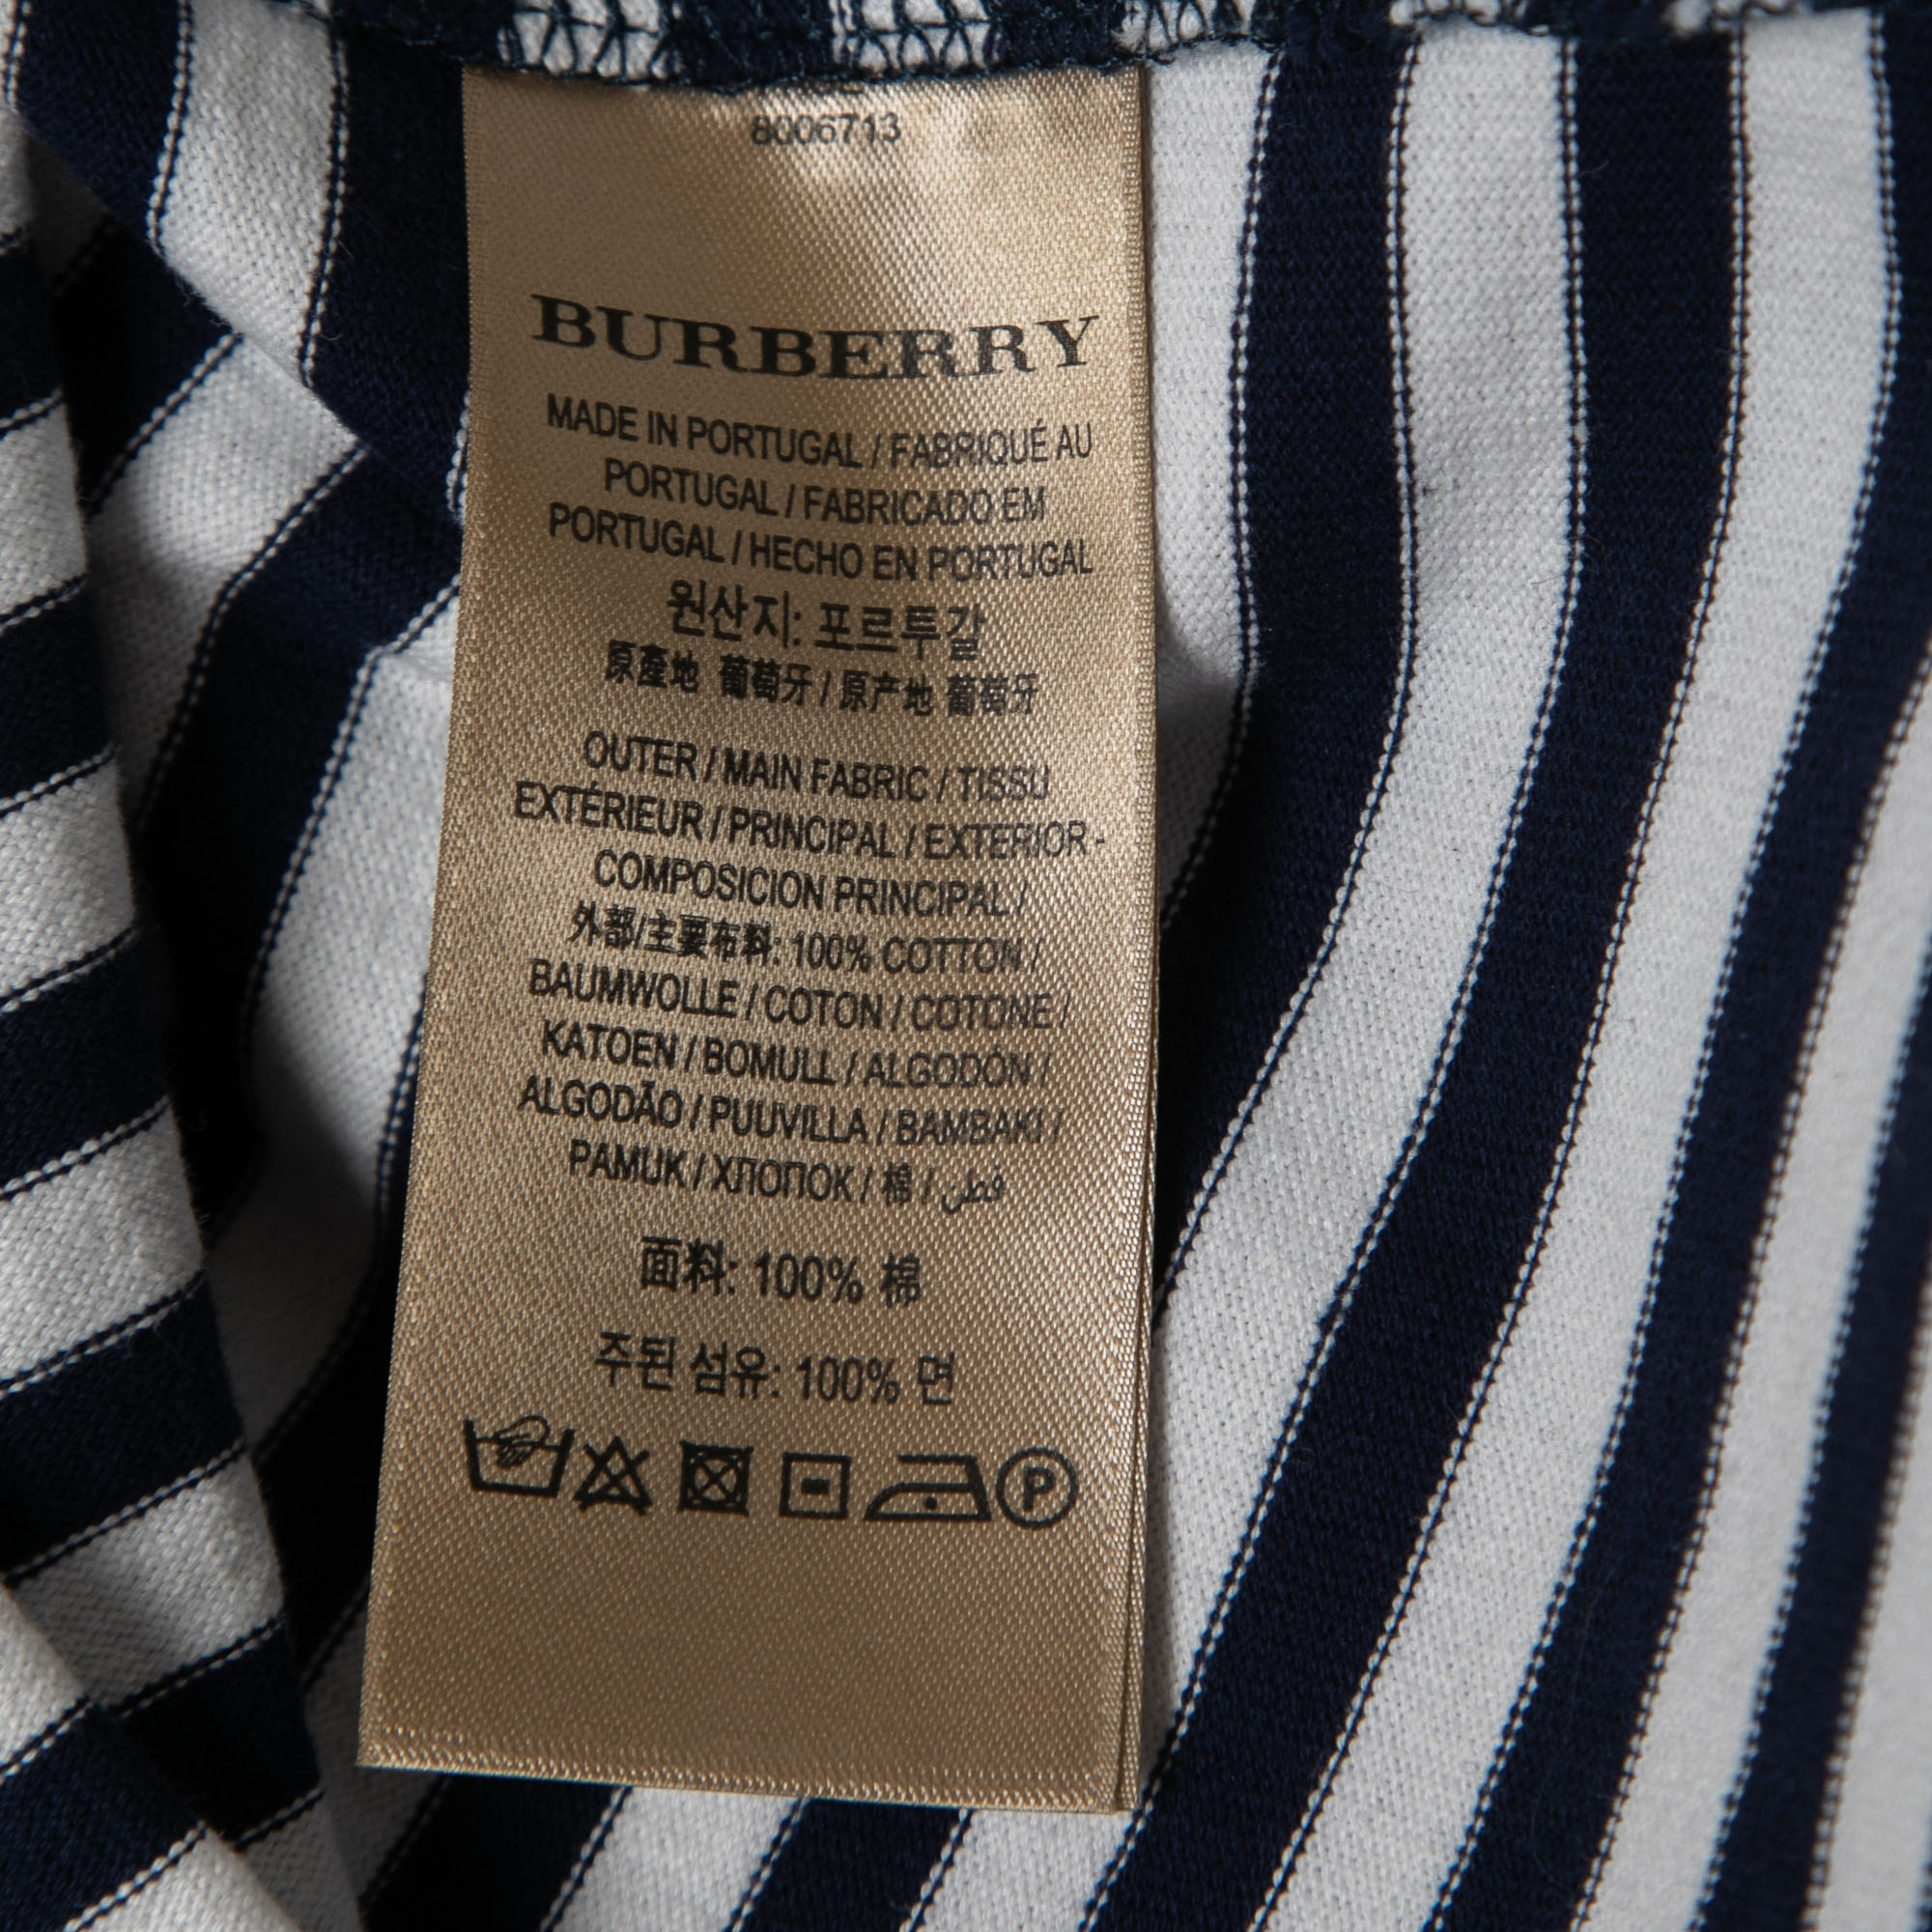 8006713
BURBERRY
MADE IN PORTUGAL / FABRIQUÉ AU
PORTUGAL / FABRICADO EM
PORTUGAL / HECHO EN PORTUGAL
원산지: 포르투갈
原產地 葡萄牙 / 原产地 葡萄牙
OUTER / MAIN FABRIC / TISSU
EXTÉRIEUR / PRINCIPAL / EXTERIOR -
COMPOSICION PRINCIPAL /
外部/主要布料: 100% COTTON /
BAUMWOLLE / COTON / COTONE /
KATOEN / BOMULL / ALGODÓN /
ALGODÃO / PUUVILLA / BAMBAKI /
PAMUK / ХЛОПОК / 棉 / قطن
面料: 100% 棉
주된 섬유: 100% 면
P